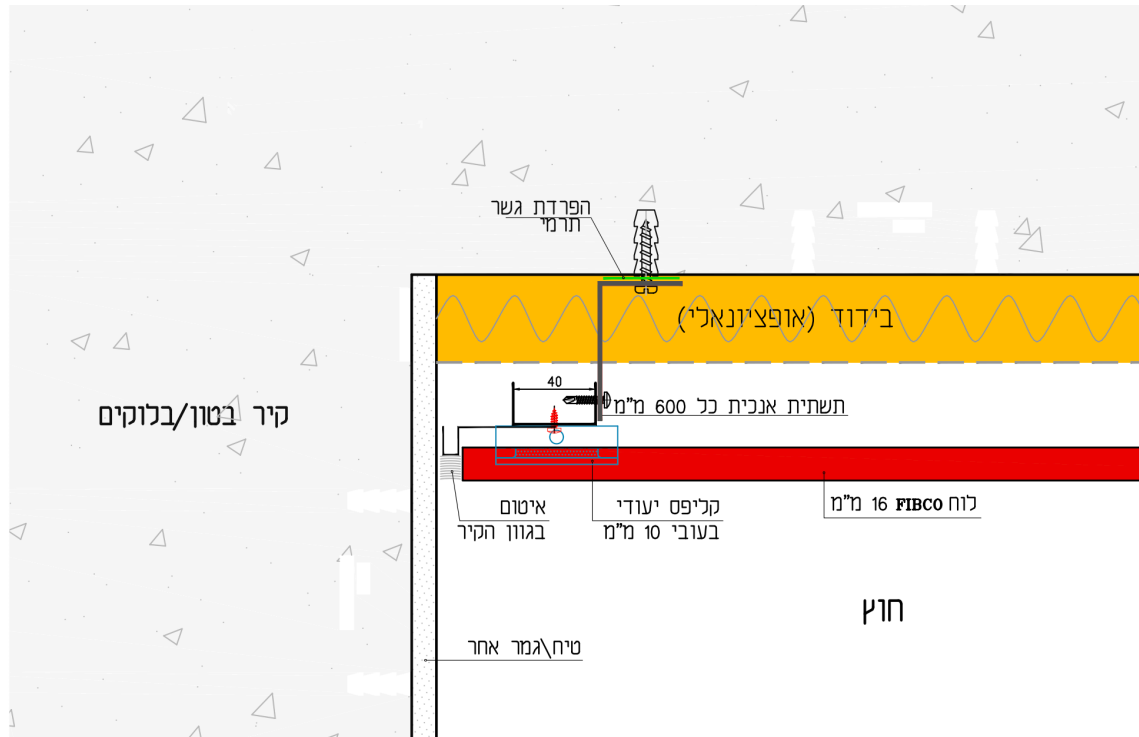 הפרדת גשר
תרמי
בידוד (אופציונאלי)
40
תשתית אנכית כל 600 מ"מ
קיר בטון/בלוקים
איטום
בגוון הקיר
קליפס יעודי
בעובי 10 מ"מ
לוח FIBCO 16 מ"מ
חוץ
טיח\גמר אחר